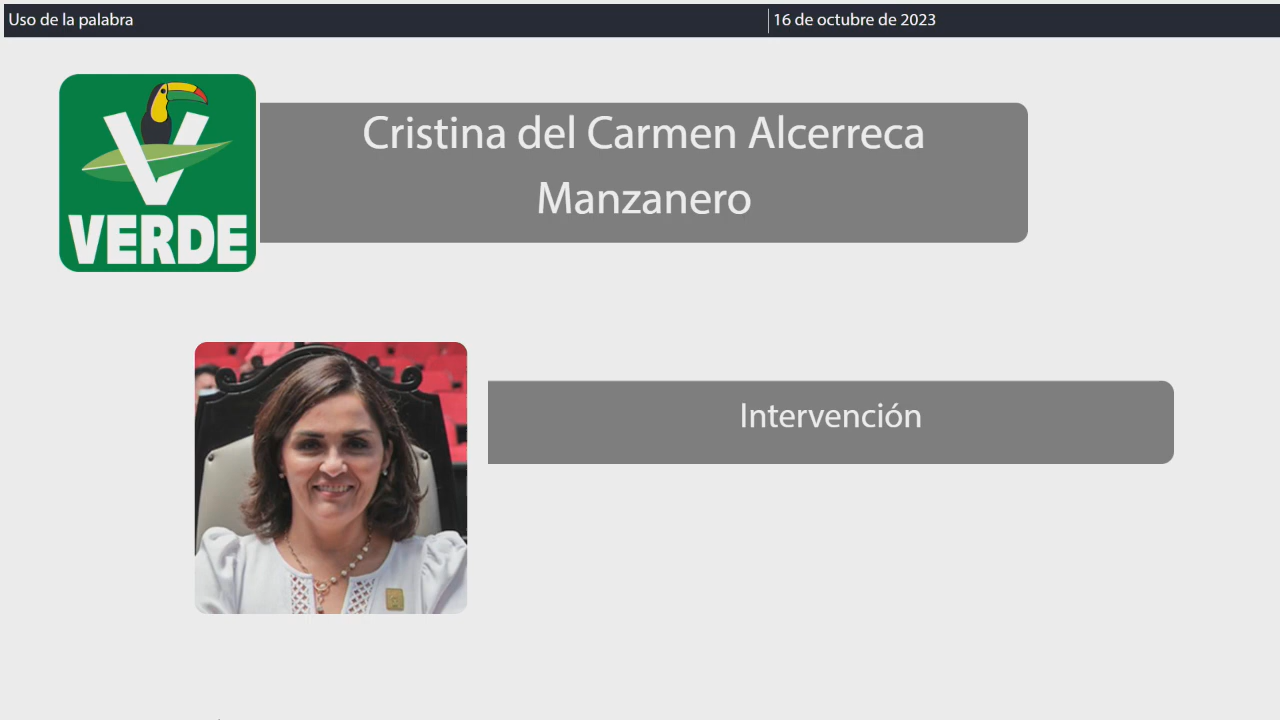 Uso de la palabra
16 de octubre de 2023
Cristina del Carmen Alcerreca
Manzanero
VERDE
Intervención